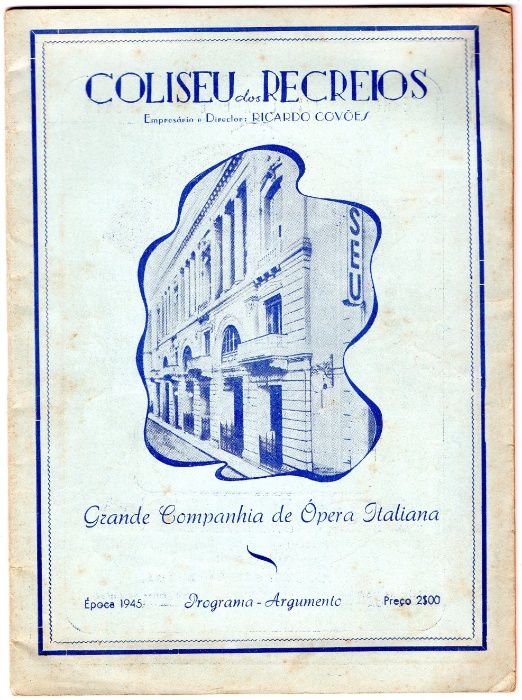 COLISEU dos RECREIOS
Empresário e Director: RICARDO COVÕES
SEU
Grande Companhia de Ópera Italiana
Época 1945
Programa - Argumento
Preço 2$00